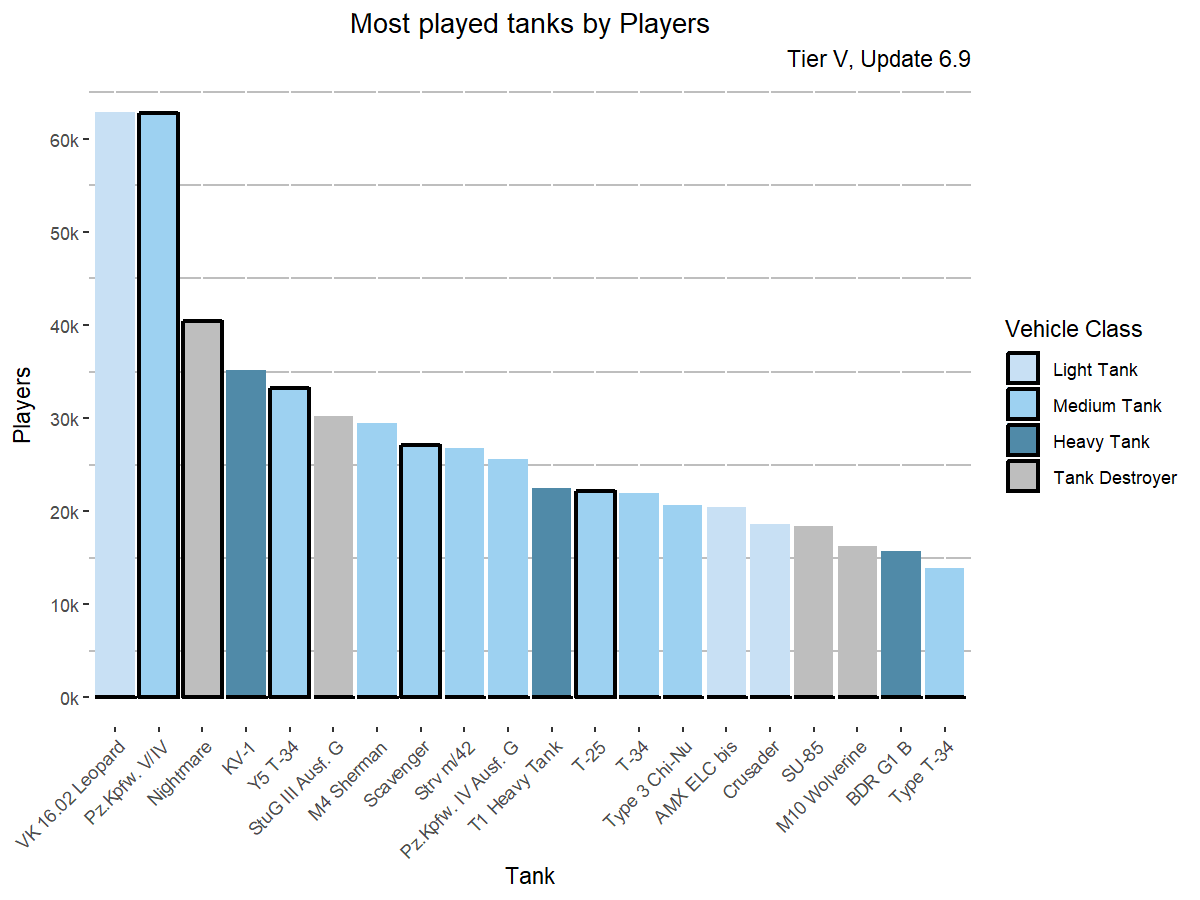 Most played tanks by Players
Tier V, Update 6.9
Players
60k
50k
40k
30k
20k
10k
0k
VK 16.02 Leopard
Pz.Kpfw. V/IV
Nightmare
KV-1
Y5 T-34
StuG III Ausf. G
M4 Sherman
Scavenger
Strv m/42
Pz.Kpfw. IV Ausf. G
T1 Heavy Tank
T-25
T-34
Type 3 Chi-Nu
AMX ELC bis
Crusader
SU-85
M10 Wolverine
BDR G1 B
Type T-34
Tank
Vehicle Class
Light Tank
Medium Tank
Heavy Tank
Tank Destroyer